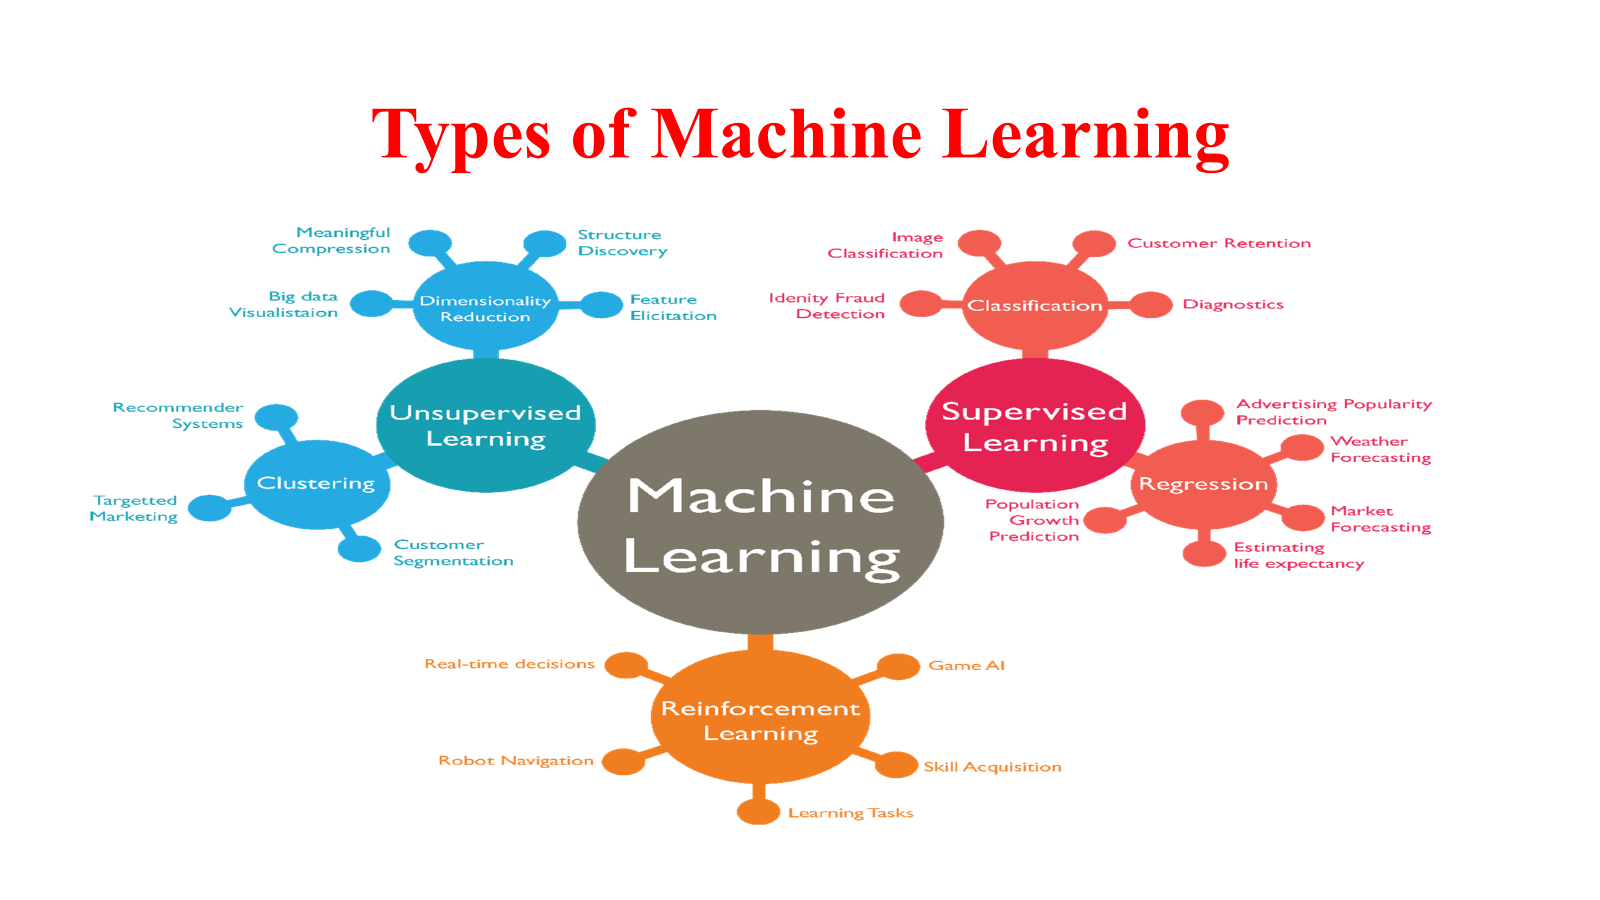 Types of Machine Learning
Meaningful
Compression
Structure
Discovery
Big data
Visualistaion
Dimensionality
Reduction
Feature
Elicitation
Image
Classification
Customer Retention
Idenity Fraud
Detection
Classification
Diagnostics
Recommender
Systems
Unsupervised
Learning
Clustering
Targetted
Marketing
Customer
Segmentation
Supervised
Learning
Advertising Popularity
Prediction
Weather
Forecasting
Regression
Population
Growth
Prediction
Market
Forecasting
Estimating
life expectancy
Machine
Learning
Real-time decisions
Game AI
Reinforcement
Learning
Robot Navigation
Skill Acquisition
Learning Tasks